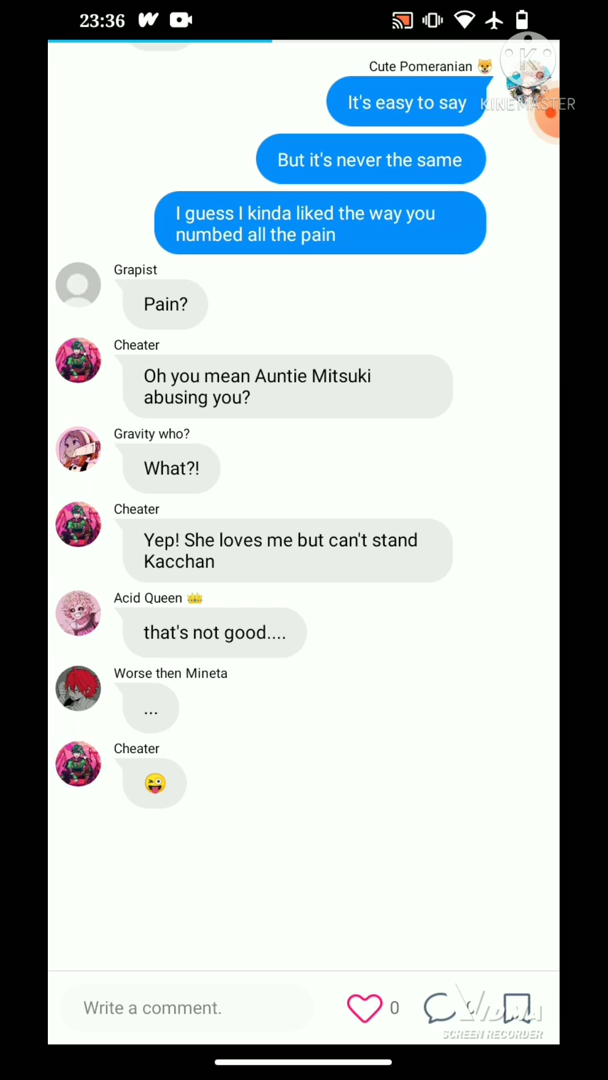 23:36
Cute Pomeranian 🐶
K
KINEMASTER
It's easy to say
But it's never the same
I guess I kinda liked the way you
numbed all the pain
Grapist
Pain?
Cheater
Oh you mean Auntie Mitsuki
abusing you?
Gravity who?
What?!
Cheater
Yep! She loves me but can't stand
Kacchan
Acid Queen 👑
that's not good....
Worse then Mineta
...
Cheater
😜
Write a comment.
0
VIDMA
SCREEN RECORDER